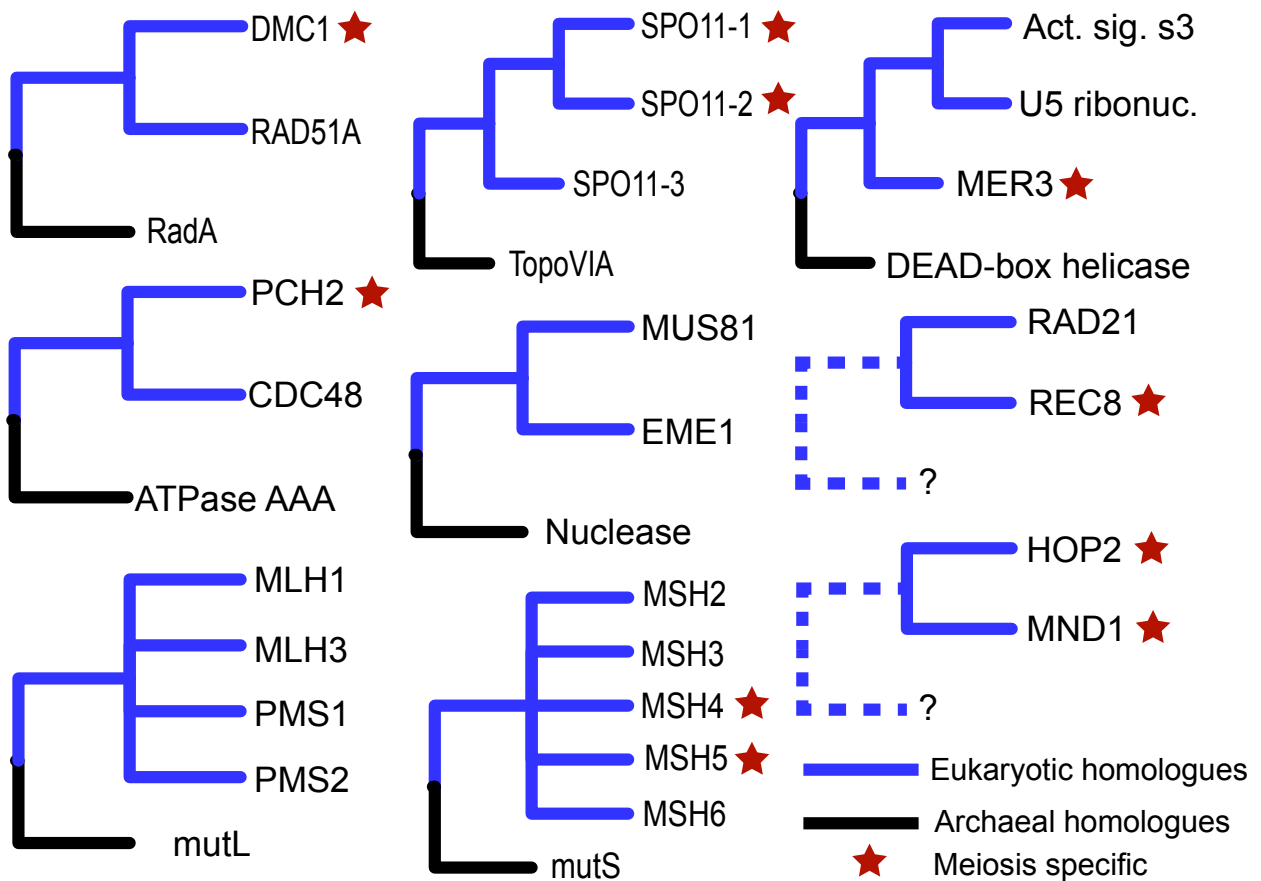 DMC1
RAD51A
RadA
SPO11-1
SPO11-2
SPO11-3
TopoVIA
Act. sig. s3
U5 ribonuc.
MER3
DEAD-box helicase
PCH2
CDC48
ATPase AAA
MUS81
EME1
Nuclease
RAD21
REC8
?
HOP2
MND1
?
MLH1
MLH3
PMS1
PMS2
mutL
MSH2
MSH3
MSH4
MSH5
MSH6
mutS
Eukaryotic homologues
Archaeal homologues
Meiosis specific